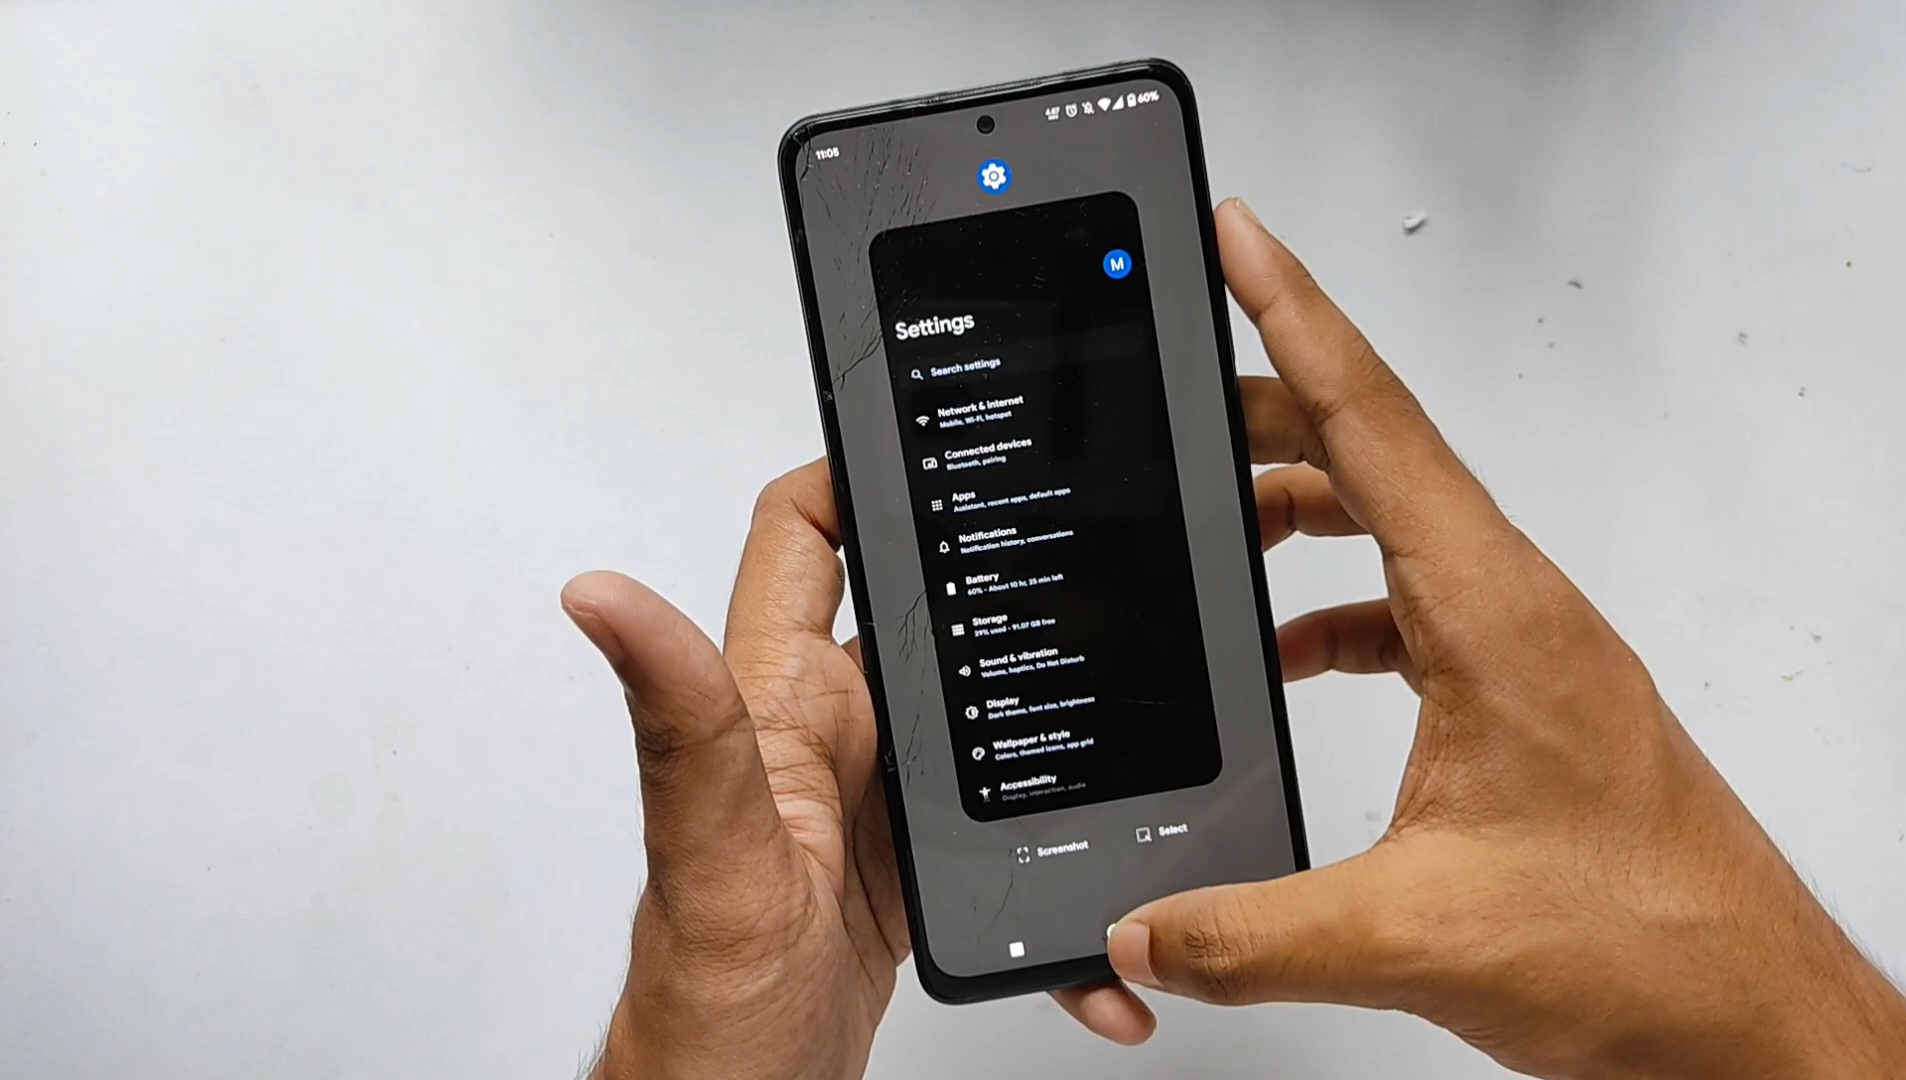 11:05
60%
M
Settings
Search settings
Network & internet
Mobile, Wi-Fi, hotspot
Connected devices
Bluetooth, pairing
Apps
Assistant, recent apps, default apps
Notifications
Notification history, conversations
Battery
60% - About 10 hr, 23 min left
Storage
29% used - 91.07 GB free
Sound & vibration
Volume, haptics, Do Not Disturb
Display
Dark theme, font size, brightness
Wallpaper & style
Colors, themed icons, app grid
Accessibility
Display, interaction, audio
Screenshot
Select